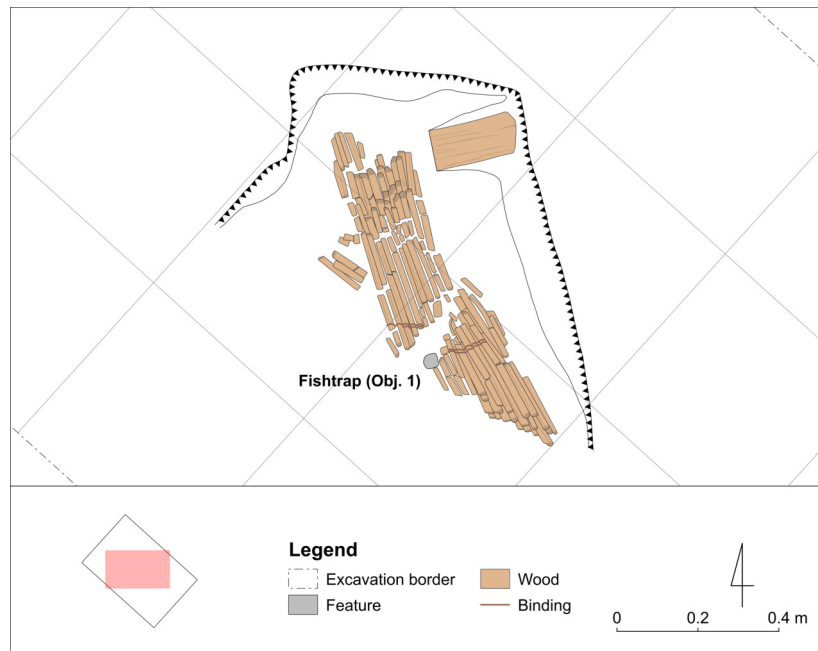 Fishtrap (Obj. 1)
Legend
Excavation border
Wood
Feature
Binding
0 0.2 0.4 m